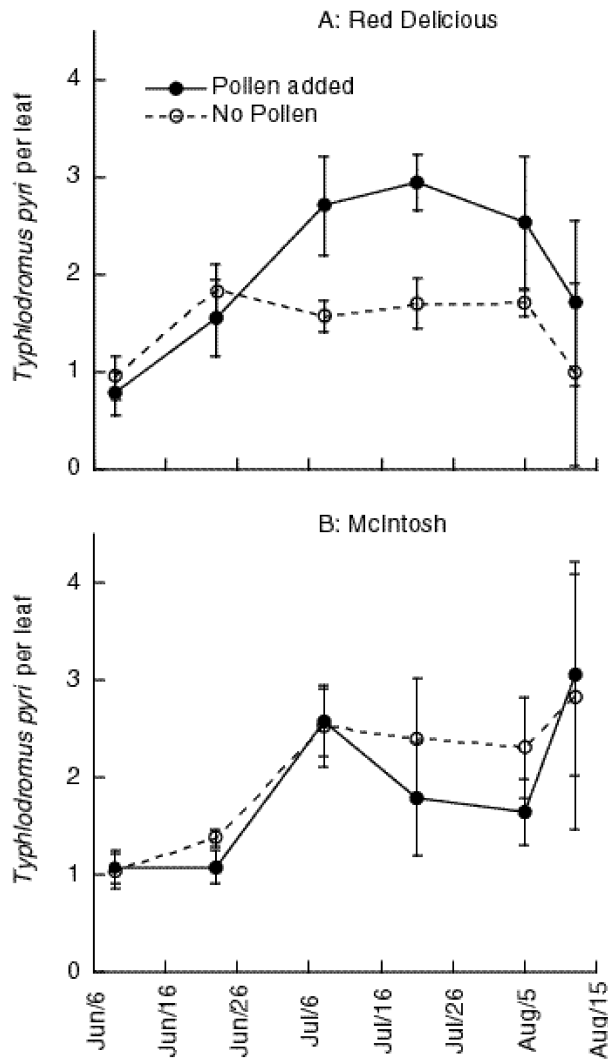 A: Red Delicious
4
3
2
1
0
Typhlodromus pyri per leaf
Pollen added
No Pollen
B: McIntosh
4
3
2
1
0
Typhlodromus pyri per leaf
Jun/6
Jun/16
Jun/26
Jul/6
Jul/16
Jul/26
Aug/5
Aug/15